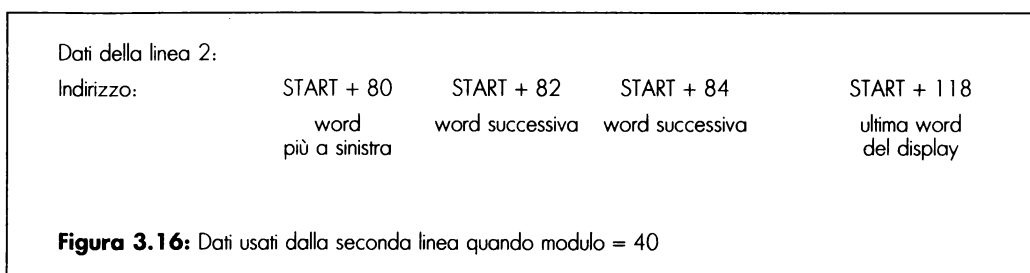 Dati della linea 2:
Indirizzo: START + 80 START + 82 START + 84 START + 118
word word successiva word successiva ultima word
più a sinistra del display
Figura 3.16: Dati usati dalla seconda linea quando modulo = 40